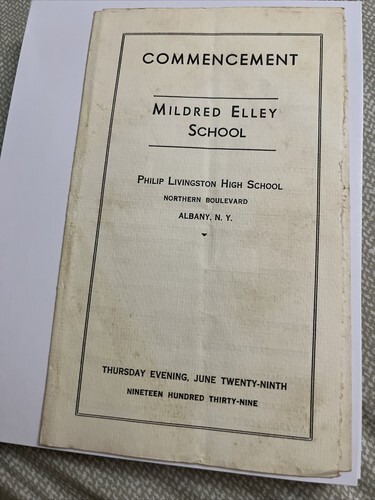 COMMENCEMENT
MILDRED ELLEY
SCHOOL
PHILIP LIVINGSTON HIGH SCHOOL
NORTHERN BOULEVARD
ALBANY, N. Y.
THURSDAY EVENING, JUNE TWENTY-NINTH
NINETEEN HUNDRED THIRTY-NINE